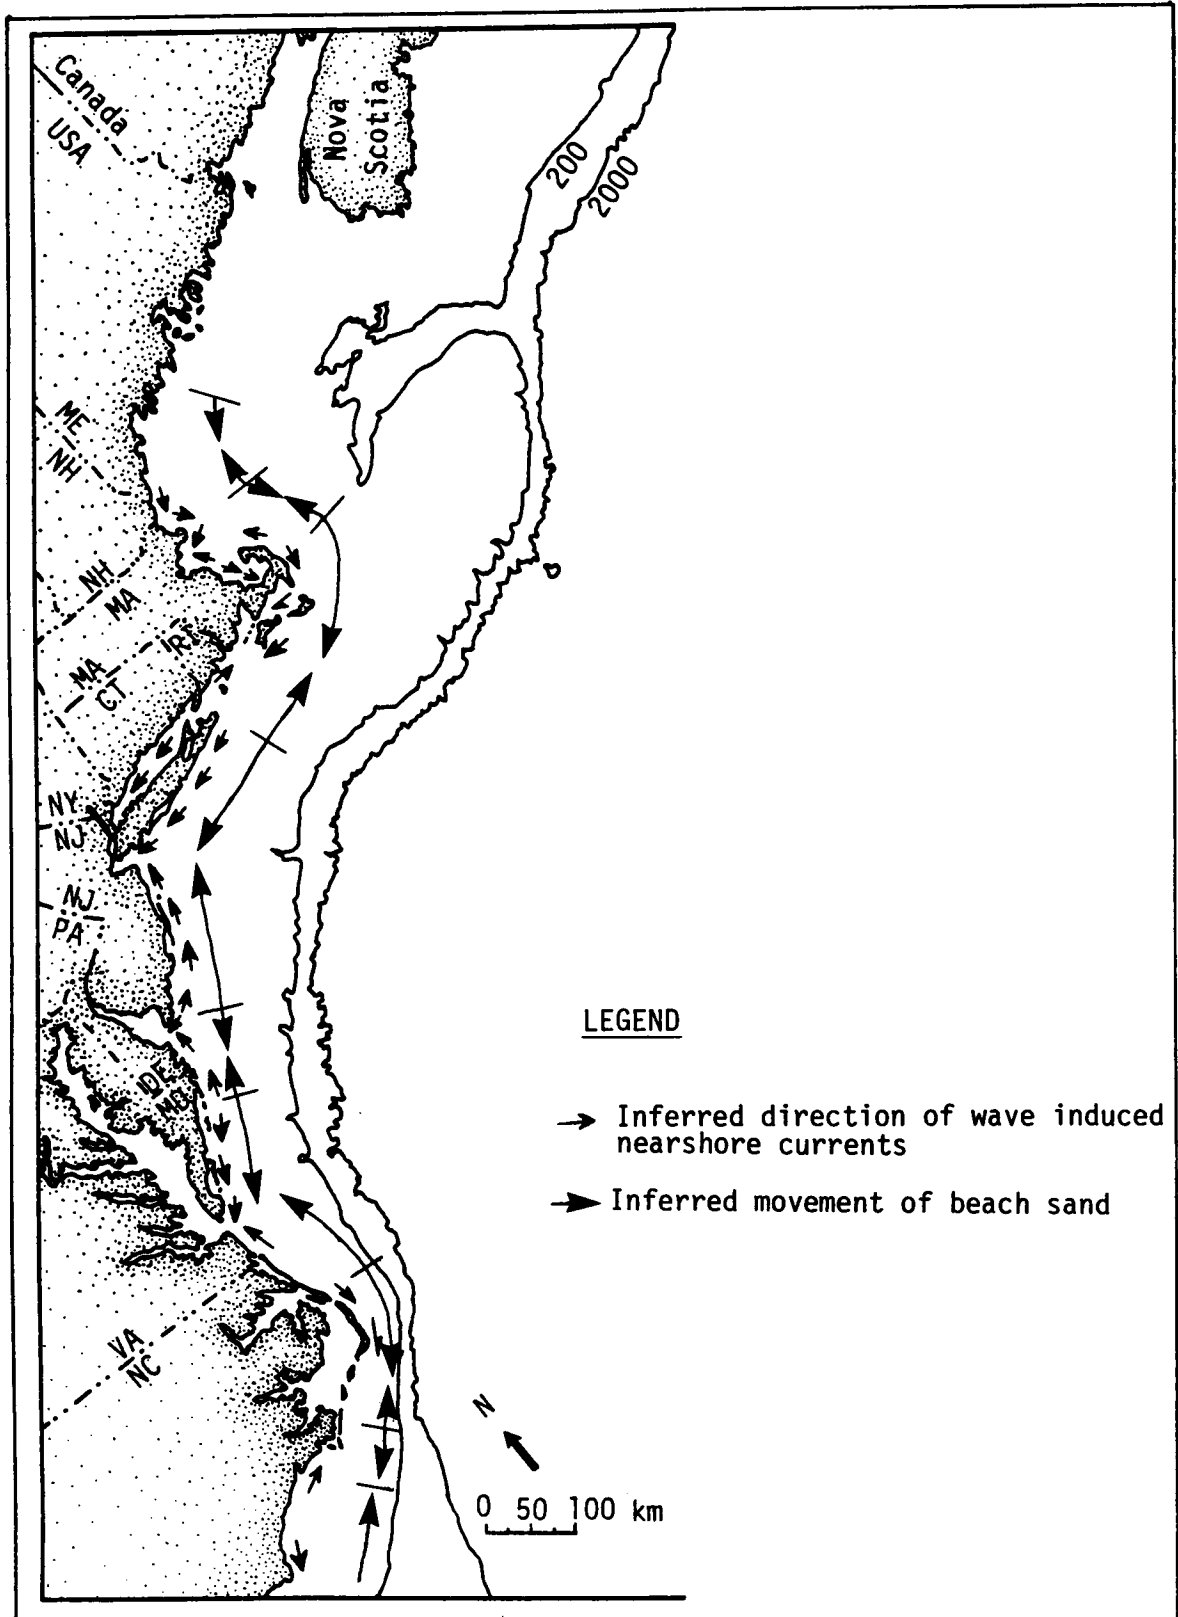 Canada
USA
Nova
Scotia
200
2000
ME
NH
NH
MA
RI
MA
CT
NY
NJ
NJ
PA
DE
MD
VA
NC
LEGEND
Inferred direction of wave induced
nearshore currents
Inferred movement of beach sand
N
0 50 100 km